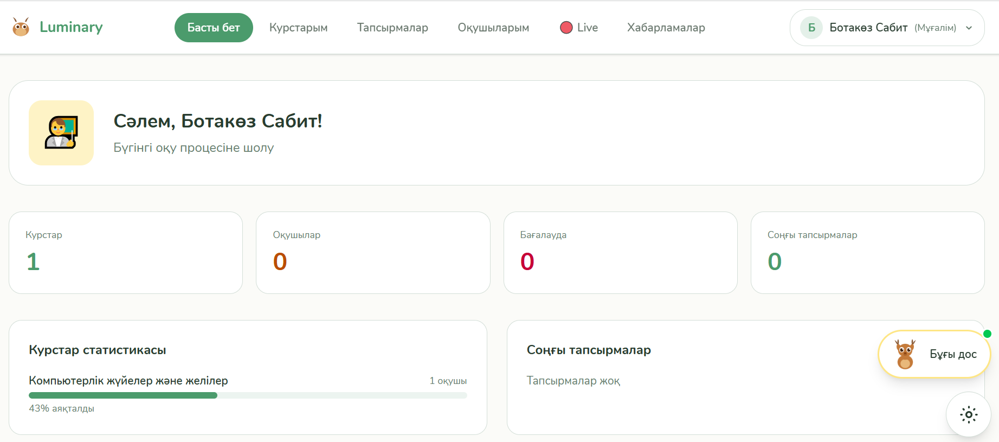 Luminary
Басты бет
Курстарым
Тапсырмалар
Оқушыларым
Live
Хабарламалар
Б
Ботакөз Сабит (Мұғалім)
Сәлем, Ботакөз Сабит!
Бүгінгі оқу процесіне шолу
Курстар
1
Оқушылар
0
Бағалауда
0
Соңғы тапсырмалар
0
Курстар статистикасы
Компьютерлік жүйелер және желілер
1 оқушы
43% аяқталды
Соңғы тапсырмалар
Тапсырмалар жоқ
Бұғы дос